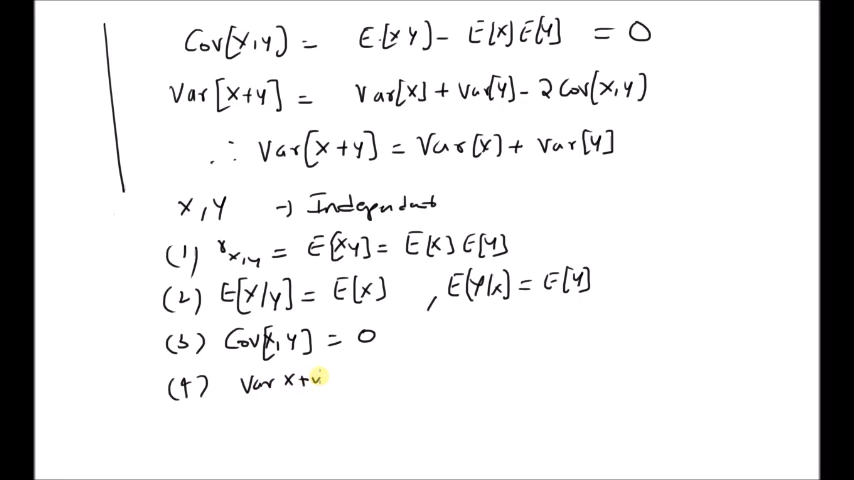 Cov[X,Y] = E[XY] - E[X]E[Y] = 0
Var[X+Y] = Var[X] + Var[Y] - 2Cov(X,Y)
∴ Var[X+Y] = Var[X] + Var[Y]
X,Y → Independent
(1) r_{X,Y} = E[XY] = E[X]E[Y]
(2) E[X/Y] = E[X] , E[Y/X] = E[Y]
(3) Cov[X,Y] = 0
(4) Var X+